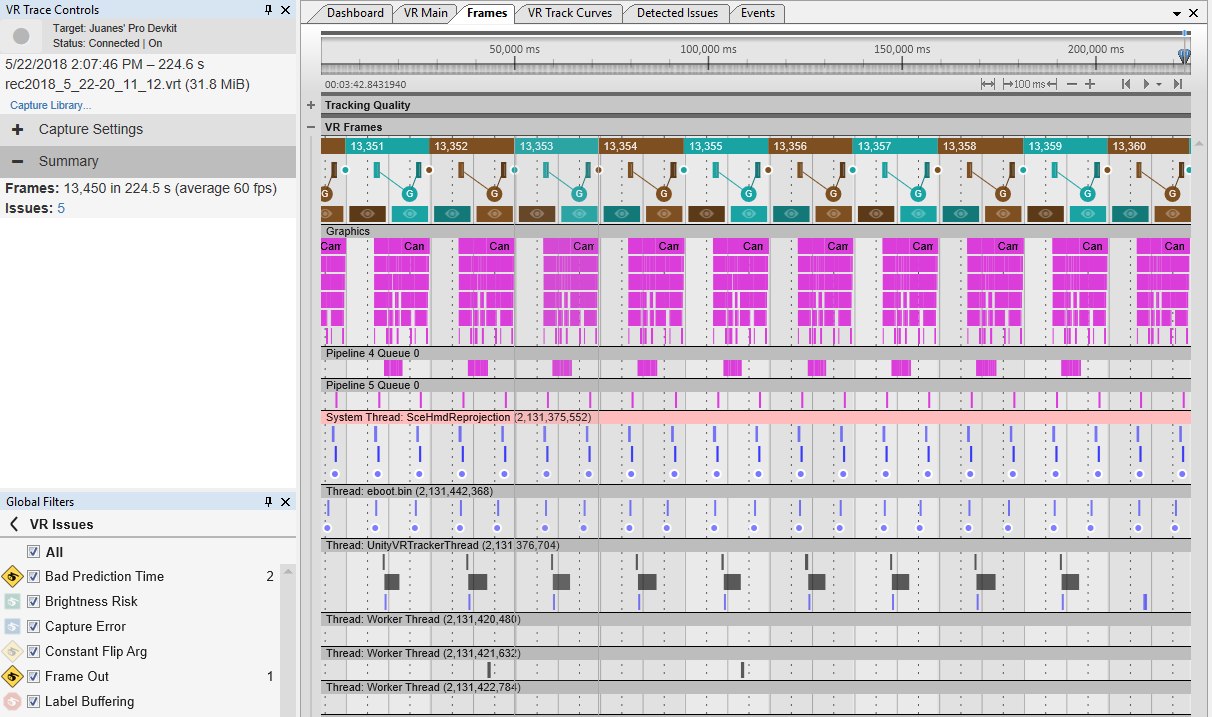 VR Trace Controls
Target: Juanes' Pro Devkit
Status: Connected | On
5/22/2018 2:07:46 PM – 224.6 s
rec2018_5_22-20_11_12.vrt (31.8 MiB)
Capture Library...
Capture Settings
Summary
Frames: 13,450 in 224.5 s (average 60 fps)
Issues: 5
Global Filters
VR Issues
All
Bad Prediction Time 2
Brightness Risk
Capture Error
Constant Flip Arg
Frame Out 1
Label Buffering
Dashboard VR Main Frames VR Track Curves Detected Issues Events
50,000 ms 100,000 ms 150,000 ms 200,000 ms
00:03:42.8431940 100 ms
Tracking Quality
VR Frames
13,351 13,352 13,353 13,354 13,355 13,356 13,357 13,358 13,359 13,360
G G G G G G G G G G G
Graphics
Cam Can Can Can Can Can Can Can Can Can Can
Pipeline 4 Queue 0
Pipeline 5 Queue 0
System Thread: SceHmdReprojection (2,131,375,552)
Thread: eboot.bin (2,131,442,368)
Thread: UnityVRTrackerThread (2,131,376,704)
Thread: Worker Thread (2,131,420,480)
Thread: Worker Thread (2,131,421,632)
Thread: Worker Thread (2,131,422,784)